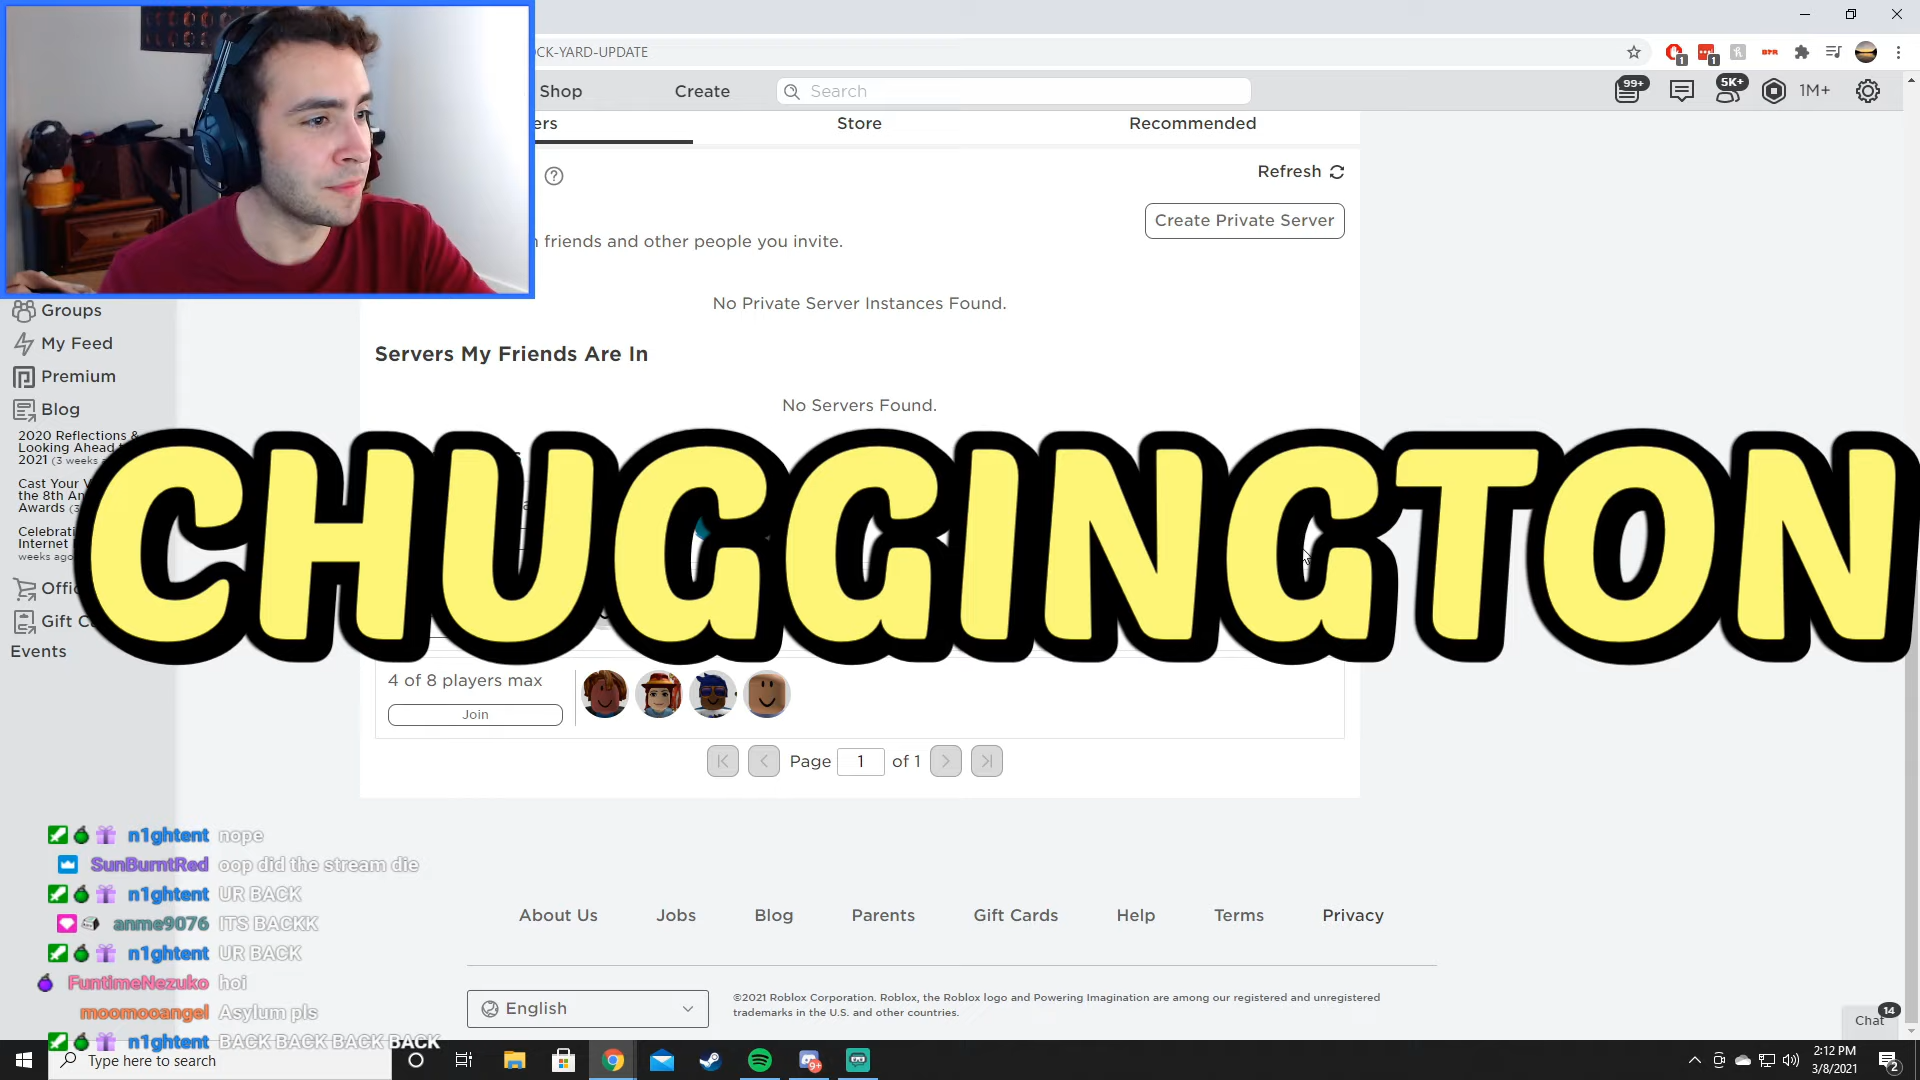 OCK-YARD-UPDATE
Shop
Create
Search
99+
5K+
1M+
ers
Store
Recommended
Refresh
Create Private Server
friends and other people you invite.
No Private Server Instances Found.
Groups
My Feed
Servers My Friends Are In
Premium
No Servers Found.
Blog
2020 Reflections &
Looking Ahead
2021 (3 weeks
Cast Your
the 8th An
Awards (3
Celebrati
Internet
weeks ago
CHUGGINGTON
Offic
Gift C
Events
4 of 8 players max
Join
Page 1 of 1
n1ghtent nope
SunBurntRed oop did the stream die
n1ghtent UR BACK
anme9076 ITS BACKK
n1ghtent UR BACK
FuntimeNezuko hoi
moomooangel Asylum pls
n1ghtent BACK BACK BACK BACK
About Us Jobs Blog Parents Gift Cards Help Terms Privacy
English
©2021 Roblox Corporation. Roblox, the Roblox logo and Powering Imagination are among our registered and unregistered
trademarks in the U.S. and other countries.
Chat 14
Type here to search
2:12 PM
3/8/2021
2